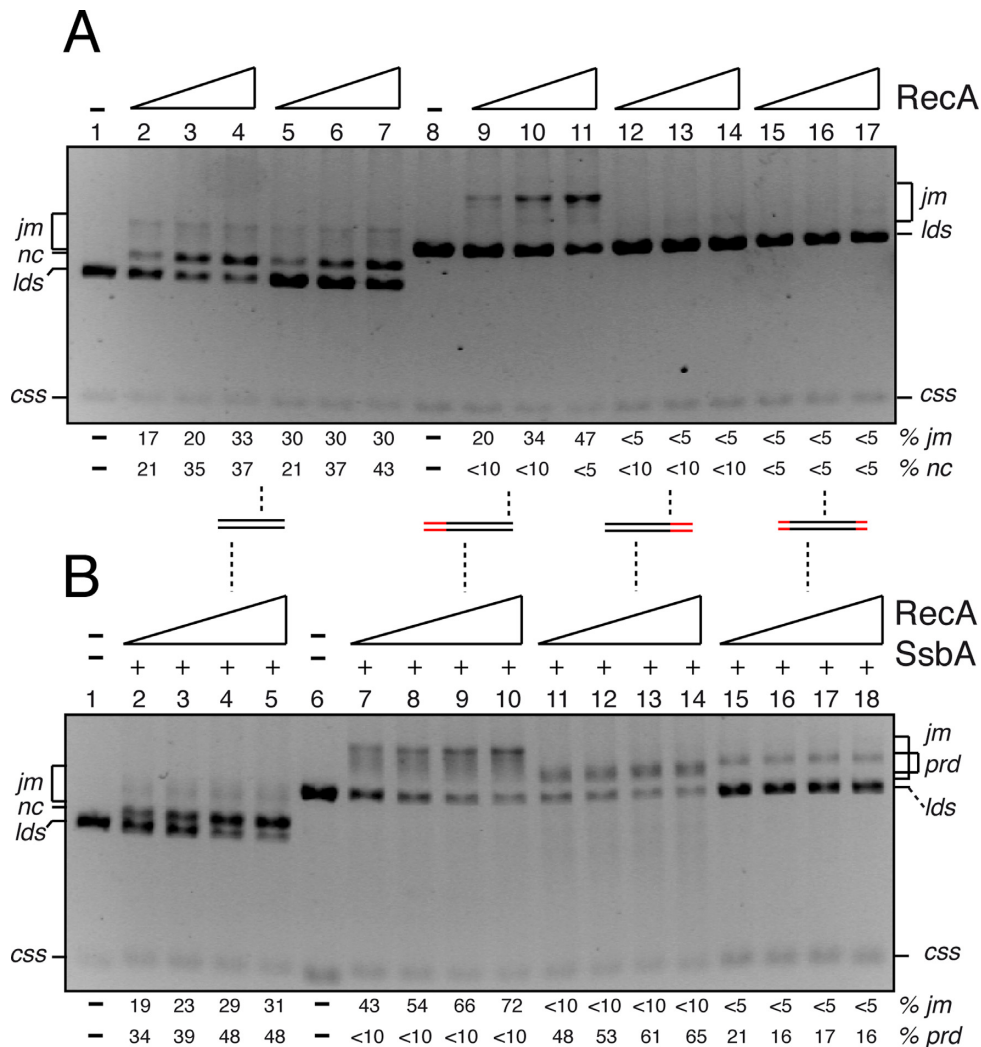 A
RecA
– –
1 2 3 4 5 6 7 8 9 10 11 12 13 14 15 16 17
jm
nc
lds
css
jm
lds
css
– 17 20 33 30 30 30 – 20 34 47 <5 <5 <5 <5 <5 <5 % jm
– 21 35 37 21 37 43 – <10 <10 <5 <10 <10 <10 <5 <5 <5 % nc
B
– – RecA
– + + + + – + + + + + + + + + + + + SsbA
1 2 3 4 5 6 7 8 9 10 11 12 13 14 15 16 17 18
jm
nc
lds
css
jm
prd
lds
css
– 19 23 29 31 – 43 54 66 72 <10 <10 <10 <10 <5 <5 <5 <5 % jm
– 34 39 48 48 <10 <10 <10 <10 48 53 61 65 21 16 17 16 % prd